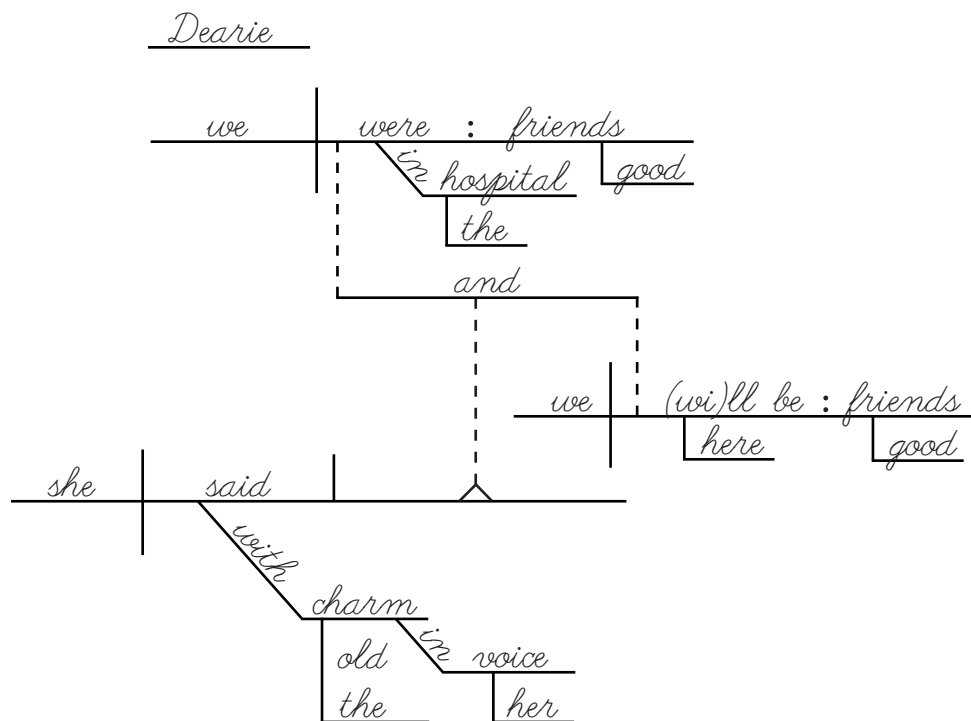 Dearie
we were : friends
in hospital good
the
and
we (wi)ll be : friends
here good
she said
with
charm
in
old voice
the her